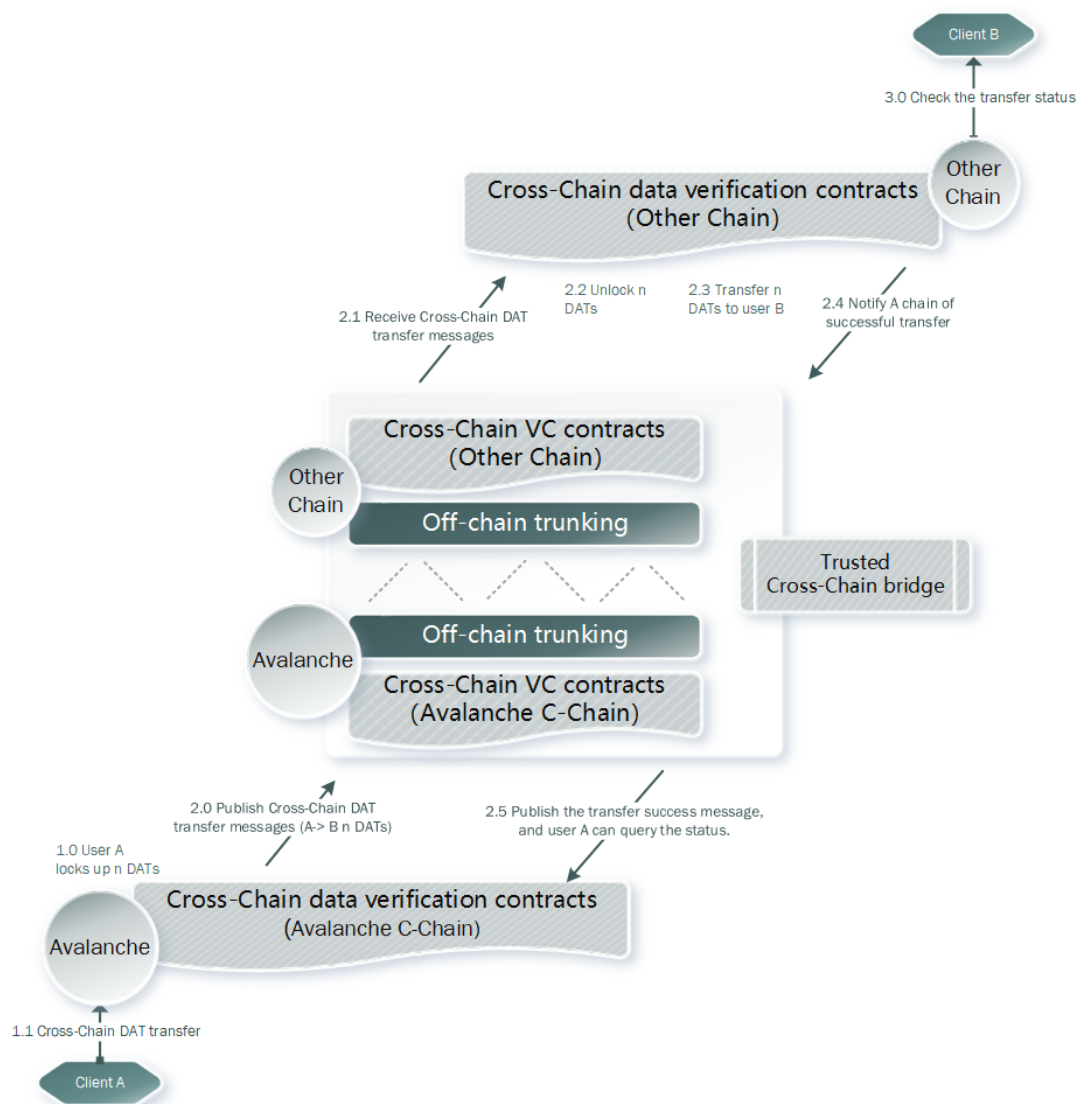 Client B
3.0 Check the transfer status
Other
Chain
Cross-Chain data verification contracts
(Other Chain)
2.1 Receive Cross-Chain DAT
transfer messages
2.2 Unlock n
DATs
2.3 Transfer n
DATs to user B
2.4 Notify A chain of
successful transfer
Cross-Chain VC contracts
(Other Chain)
Other
Chain
Off-chain trunking
Trusted
Cross-Chain bridge
Off-chain trunking
Avalanche
Cross-Chain VC contracts
(Avalanche C-Chain)
2.0 Publish Cross-Chain DAT
transfer messages (A-> B n DATs)
2.5 Publish the transfer success message,
and user A can query the status.
1.0 User A
locks up n DATs
Cross-Chain data verification contracts
(Avalanche C-Chain)
Avalanche
1.1 Cross-Chain DAT transfer
Client A